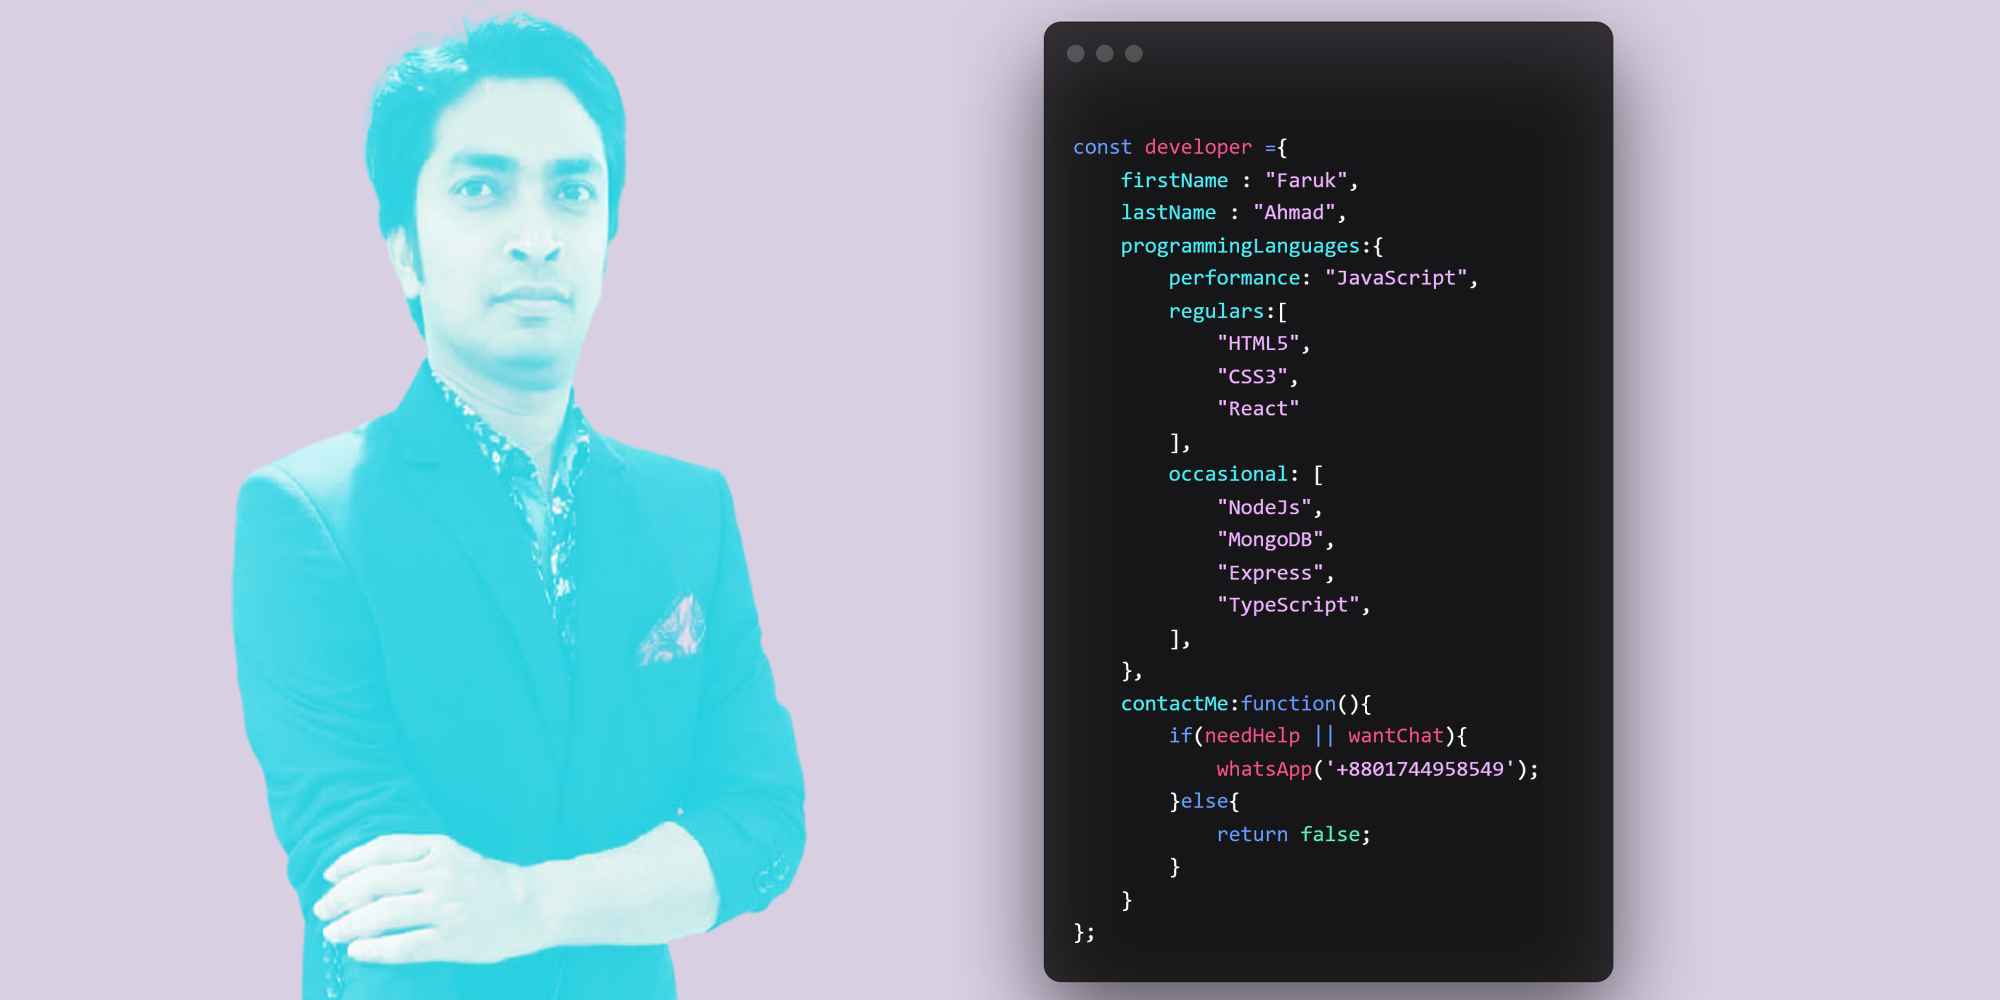 const developer ={
firstName : "Faruk",
lastName : "Ahmad",
programmingLanguages:{
performance: "JavaScript",
regulars:[
"HTML5",
"CSS3",
"React"
],
occasional: [
"NodeJs",
"MongoDB",
"Express",
"TypeScript",
],
},
contactMe:function(){
if(needHelp || wantChat){
whatsApp('+8801744958549');
}else{
return false;
}
}
};